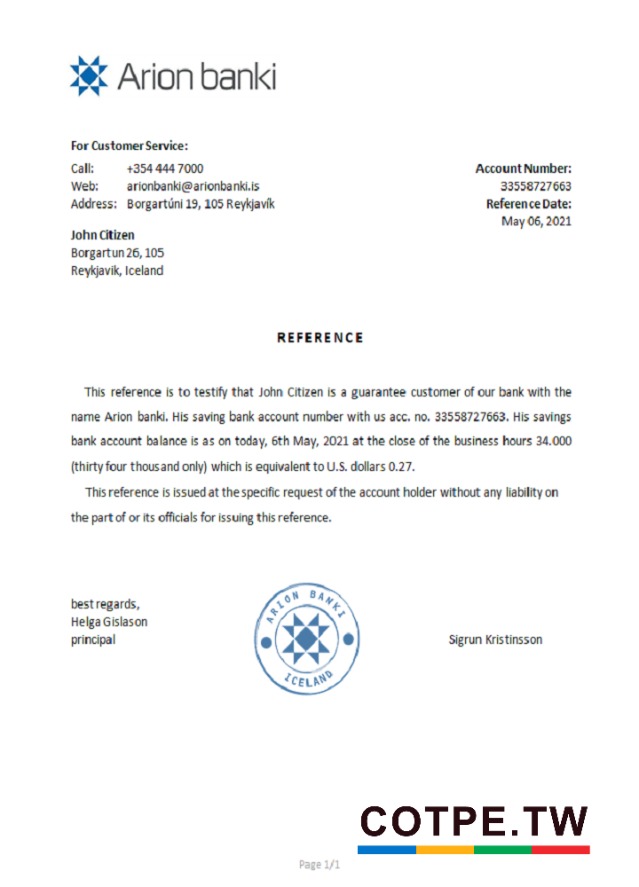 Arion banki
For Customer Service:
Call: +354 444 7000
Web: arionbanki@arionbanki.is
Address: Borgartúni 19, 105 Reykjavík
Account Number:
33558727663
Reference Date:
May 06, 2021
John Citizen
Borgartun 26, 105
Reykjavik, Iceland
REFERENCE
This reference is to testify that John Citizen is a guarantee customer of our bank with the
name Arion banki. His saving bank account number with us acc. no. 33558727663. His savings
bank account balance is as on today, 6th May, 2021 at the close of the business hours 34.000
(thirty four thousand only) which is equivalent to U.S. dollars 0.27.
This reference is issued at the specific request of the account holder without any liability on
the part of or its officials for issuing this reference.
best regards,
Helga Gislason
principal
ARION BANKI
ICELAND
Sigrun Kristinsson
COTPE.TW
Page 1/1